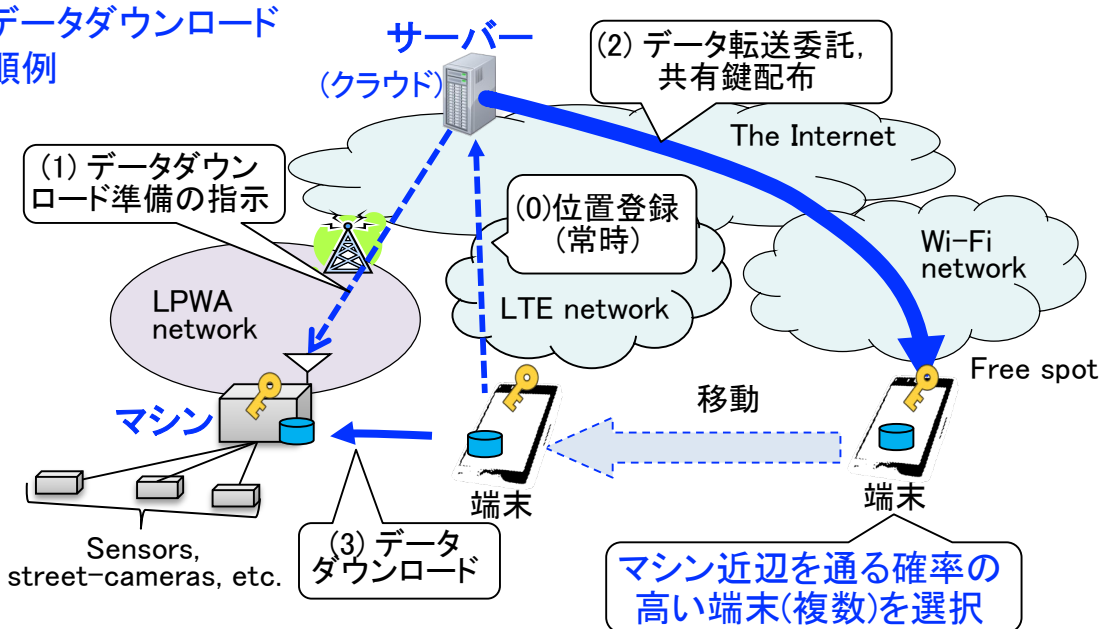 データダウンロード
順例
サーバー
(クラウド)
(2) データ転送委託,
共有鍵配布
The Internet
(1) データダウン
ロード準備の指示
(0)位置登録
(常時)
Wi-Fi
network
LPWA
network
LTE network
Free spot
移動
マシン
端末
端末
Sensors,
street-cameras, etc.
(3) データ
ダウンロード
マシン近辺を通る確率の
高い端末(複数)を選択